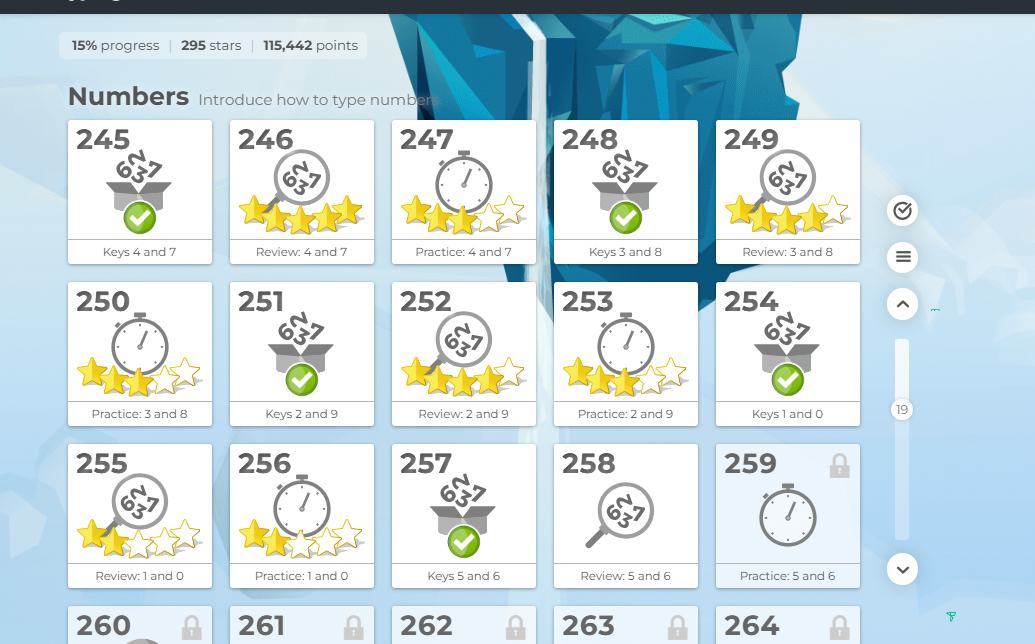 15% progress | 295 stars | 115,442 points
Numbers Introduce how to type numbers
245 246 247 248 249
Keys 4 and 7 Review: 4 and 7 Practice: 4 and 7 Keys 3 and 8 Review: 3 and 8
250 251 252 253 254
Practice: 3 and 8 Keys 2 and 9 Review: 2 and 9 Practice: 2 and 9 Keys 1 and 0
19
255 256 257 258 259
Review: 1 and 0 Practice: 1 and 0 Keys 5 and 6 Review: 5 and 6 Practice: 5 and 6
260 261 262 263 264